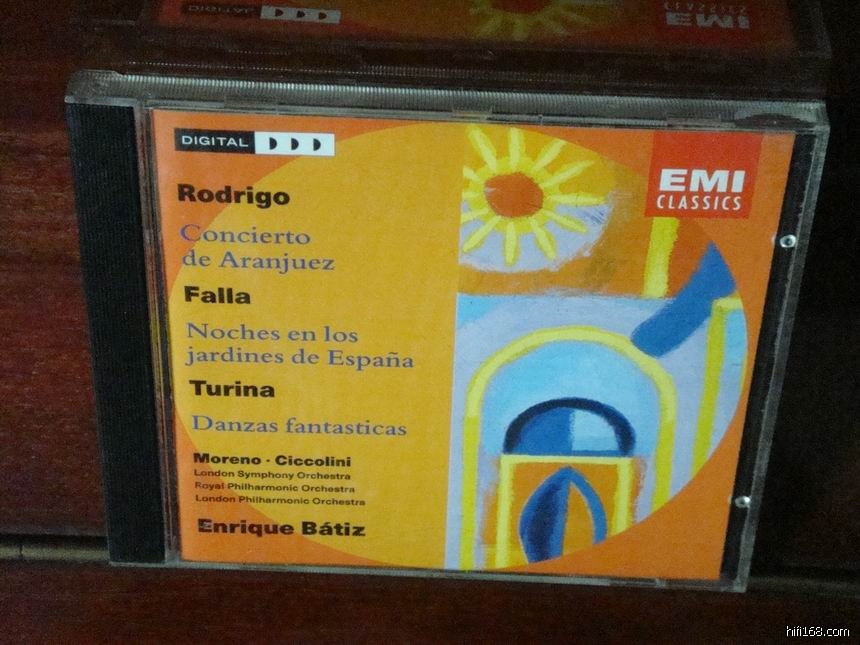 DIGITAL DDD
EMI
CLASSICS
Rodrigo
Concierto
de Aranjuez
Falla
Noches en los
jardines de España
Turina
Danzas fantasticas
Moreno · Ciccolini
London Symphony Orchestra
Royal Philharmonic Orchestra
London Philharmonic Orchestra
Enrique Bátiz
hifi168.com